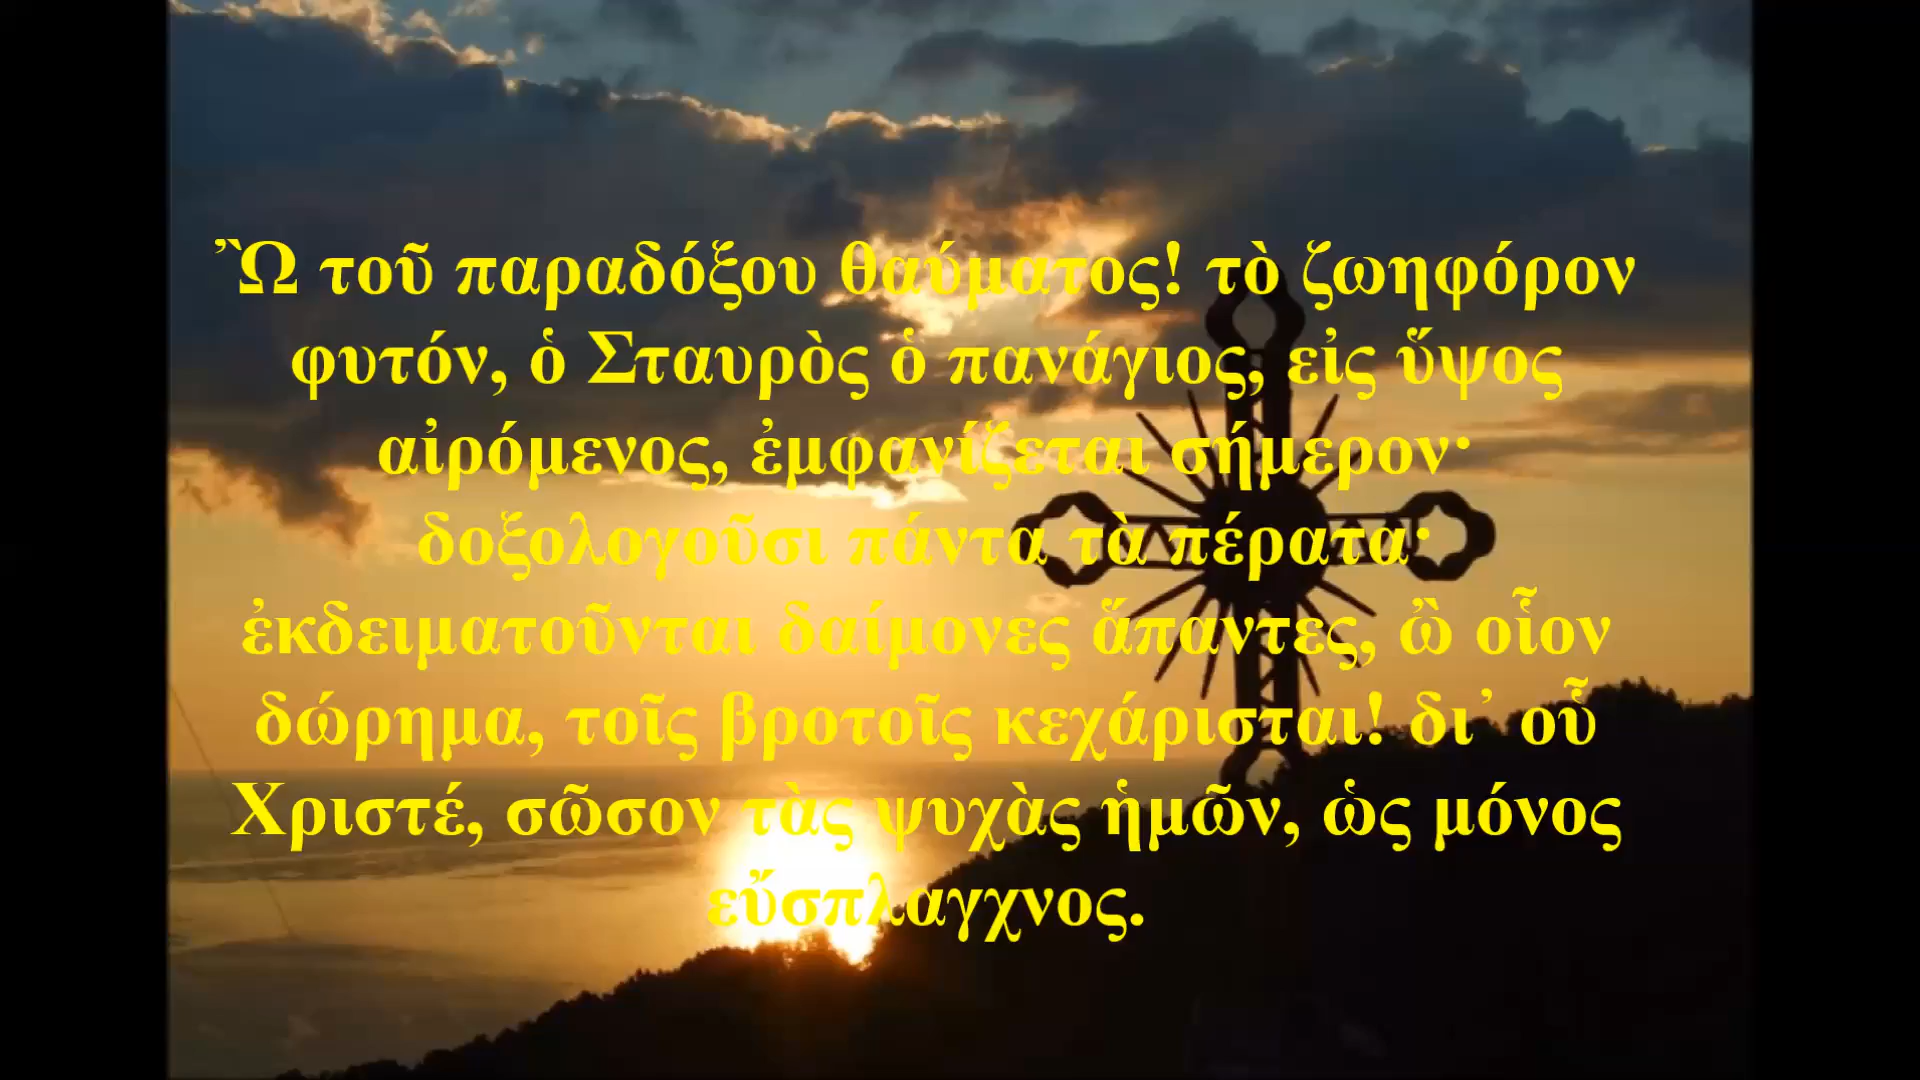 Ὢ τοῦ παραδόξου θαύματος! τὸ ζωηφόρον
φυτόν, ὁ Σταυρὸς ὁ πανάγιος, εἰς ὕψος
αἰρόμενος, ἐμφανίζεται σήμερον·
δοξολογοῦσι πάντα τὰ πέρατα·
ἐκδειματοῦνται δαίμονες ἅπαντες, ὢ οἷον
δώρημα, τοῖς βροτοῖς κεχάρισται! δι᾽ οὗ
Χριστέ, σῶσον τὰς ψυχὰς ἡμῶν, ὡς μόνος
εὔσπλαγχνος.